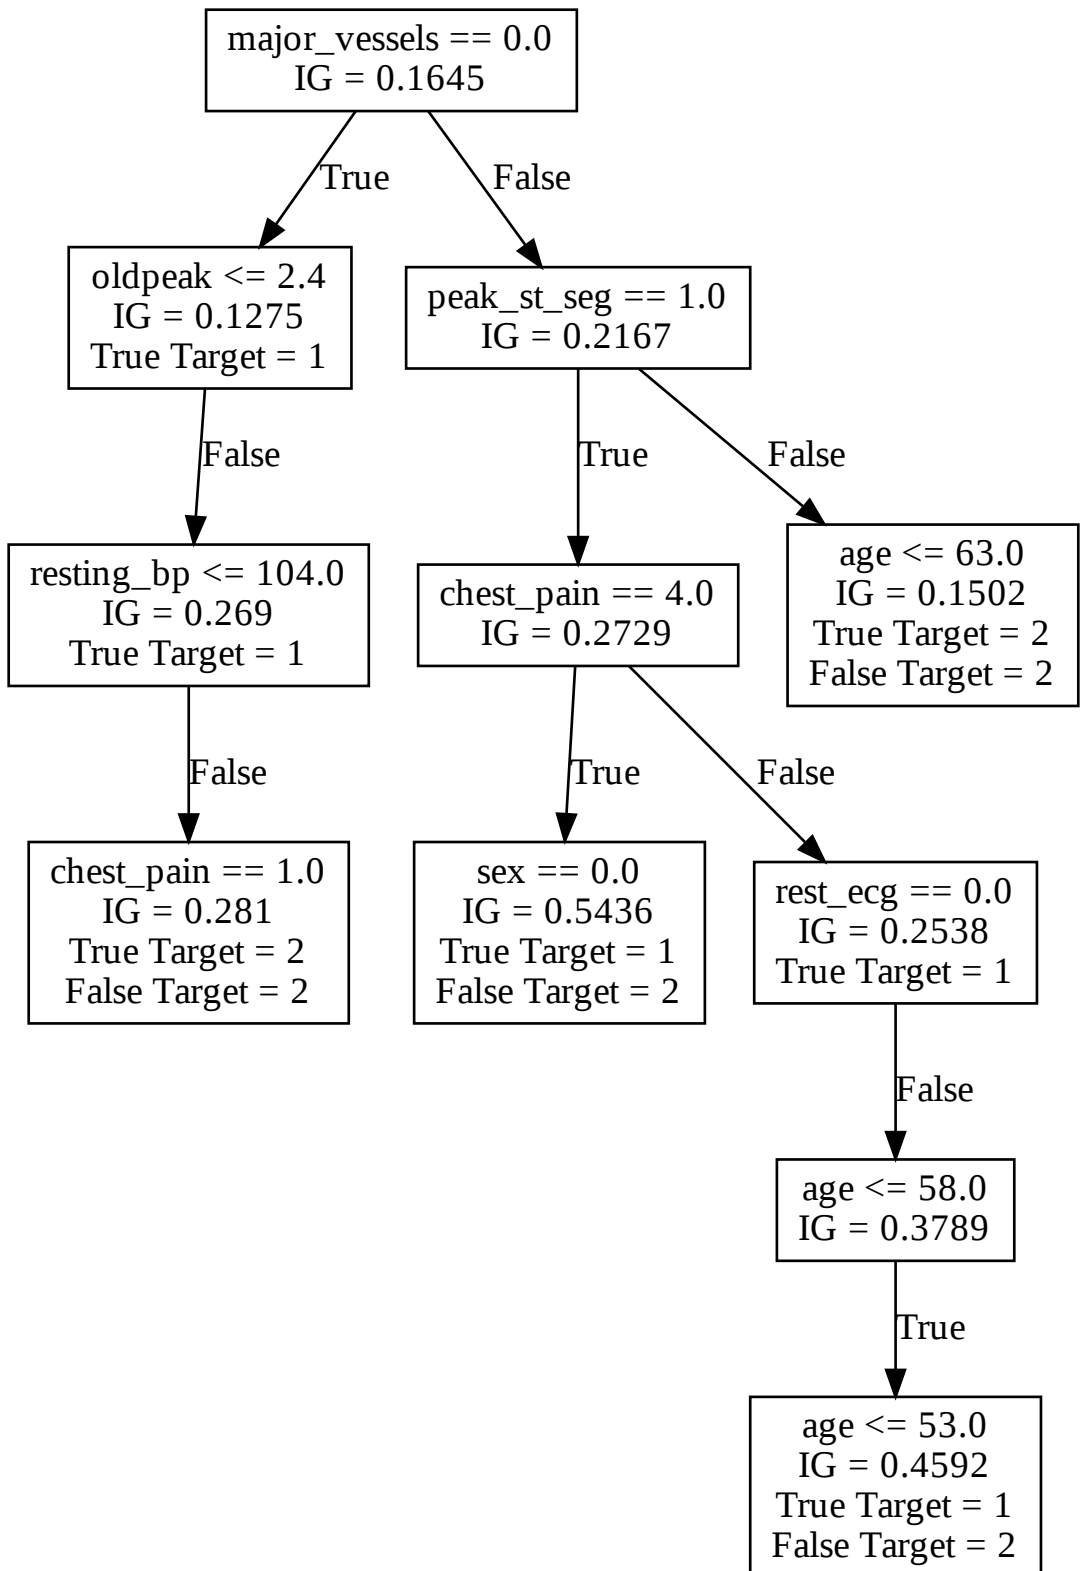 major_vessels == 0.0
IG = 0.1645
True
False
oldpeak <= 2.4
IG = 0.1275
True Target = 1
peak_st_seg == 1.0
IG = 0.2167
False
True
False
resting_bp <= 104.0
IG = 0.269
True Target = 1
chest_pain == 4.0
IG = 0.2729
age <= 63.0
IG = 0.1502
True Target = 2
False Target = 2
False
True
False
chest_pain == 1.0
IG = 0.281
True Target = 2
False Target = 2
sex == 0.0
IG = 0.5436
True Target = 1
False Target = 2
rest_ecg == 0.0
IG = 0.2538
True Target = 1
False
age <= 58.0
IG = 0.3789
True
age <= 53.0
IG = 0.4592
True Target = 1
False Target = 2